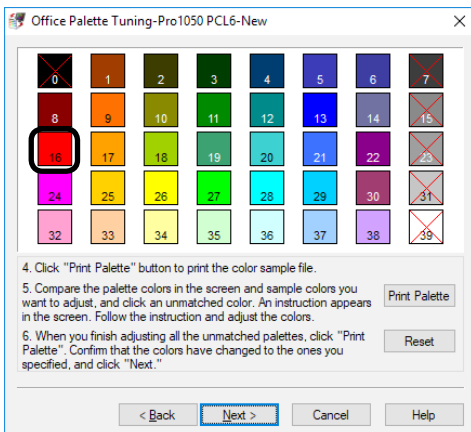 Office Palette Tuning-Pro1050 PCL6-New
0 1 2 3 4 5 6 7
8 9 10 11 12 13 14 15
16 17 18 19 20 21 22 23
24 25 26 27 28 29 30 31
32 33 34 35 36 37 38 39
4. Click "Print Palette" button to print the color sample file.
5. Compare the palette colors in the screen and sample colors you
want to adjust, and click an unmatched color. An instruction appears
in the screen. Follow the instruction and adjust the colors.
Print Palette
6. When you finish adjusting all the unmatched palettes, click "Print
Palette". Confirm that the colors have changed to the ones you
specified, and click "Next."
Reset
< Back Next > Cancel Help